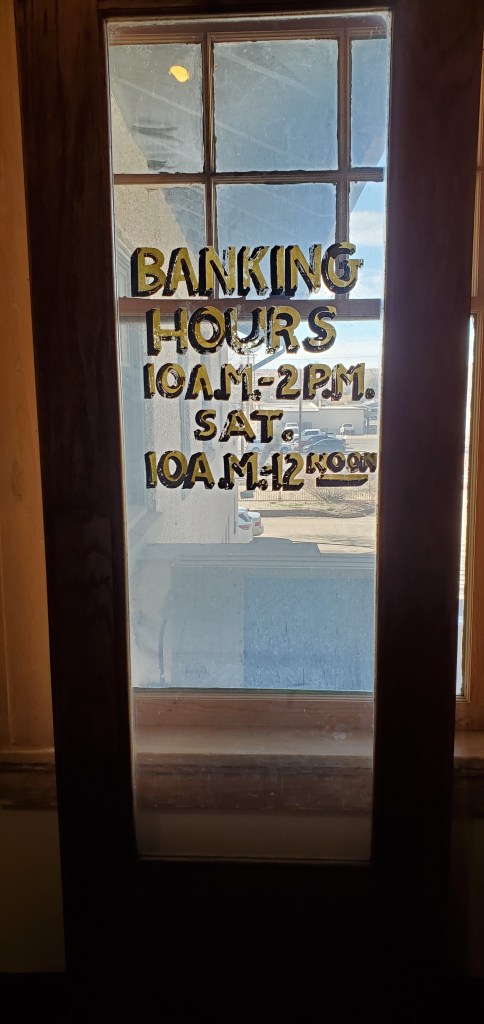 BANKING
HOURS
10A.M.-2P.M.
SAT.
10A.M.-12 NOON